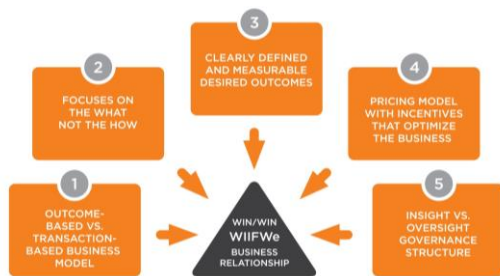 1
OUTCOME-
BASED VS.
TRANSACTION-
BASED BUSINESS
MODEL
2
FOCUSES ON
THE WHAT
NOT THE HOW
3
CLEARLY DEFINED
AND MEASURABLE
DESIRED OUTCOMES
4
PRICING MODEL
WITH INCENTIVES
THAT OPTIMIZE
THE BUSINESS
5
INSIGHT VS.
OVERSIGHT
GOVERNANCE
STRUCTURE
WIN/WIN
WIIFWe
BUSINESS
RELATIONSHIP